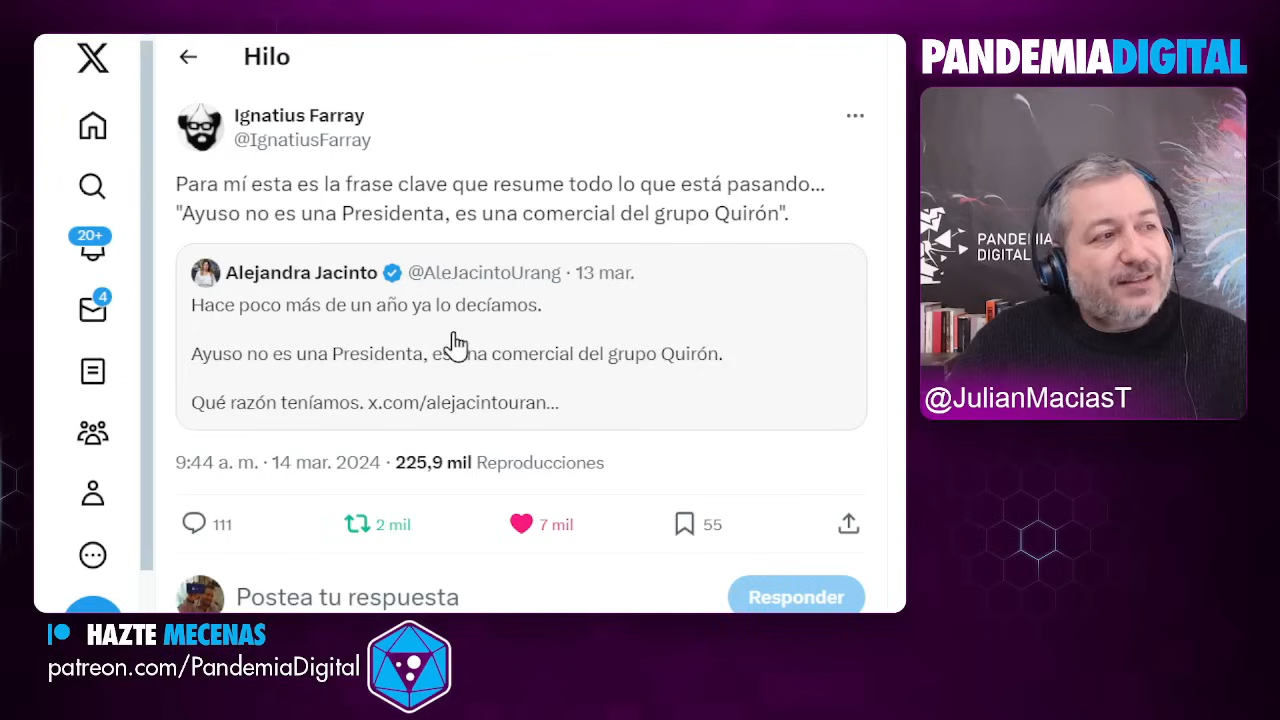 Hilo
Ignatius Farray
@IgnatiusFarray
Para mí esta es la frase clave que resume todo lo que está pasando...
"Ayuso no es una Presidenta, es una comercial del grupo Quirón".
Alejandra Jacinto @AleJacintoUrang · 13 mar.
Hace poco más de un año ya lo decíamos.
Ayuso no es una Presidenta, es una comercial del grupo Quirón.
Qué razón teníamos. x.com/alejacintouran...
9:44 a. m. · 14 mar. 2024 · 225,9 mil Reproducciones
111 2 mil 7 mil 55
Postea tu respuesta Responder
20+
4
PANDEMIADIGITAL
PANDEMIA
DIGITAL
@JulianMaciasT
HAZTE MECENAS
patreon.com/PandemiaDigital